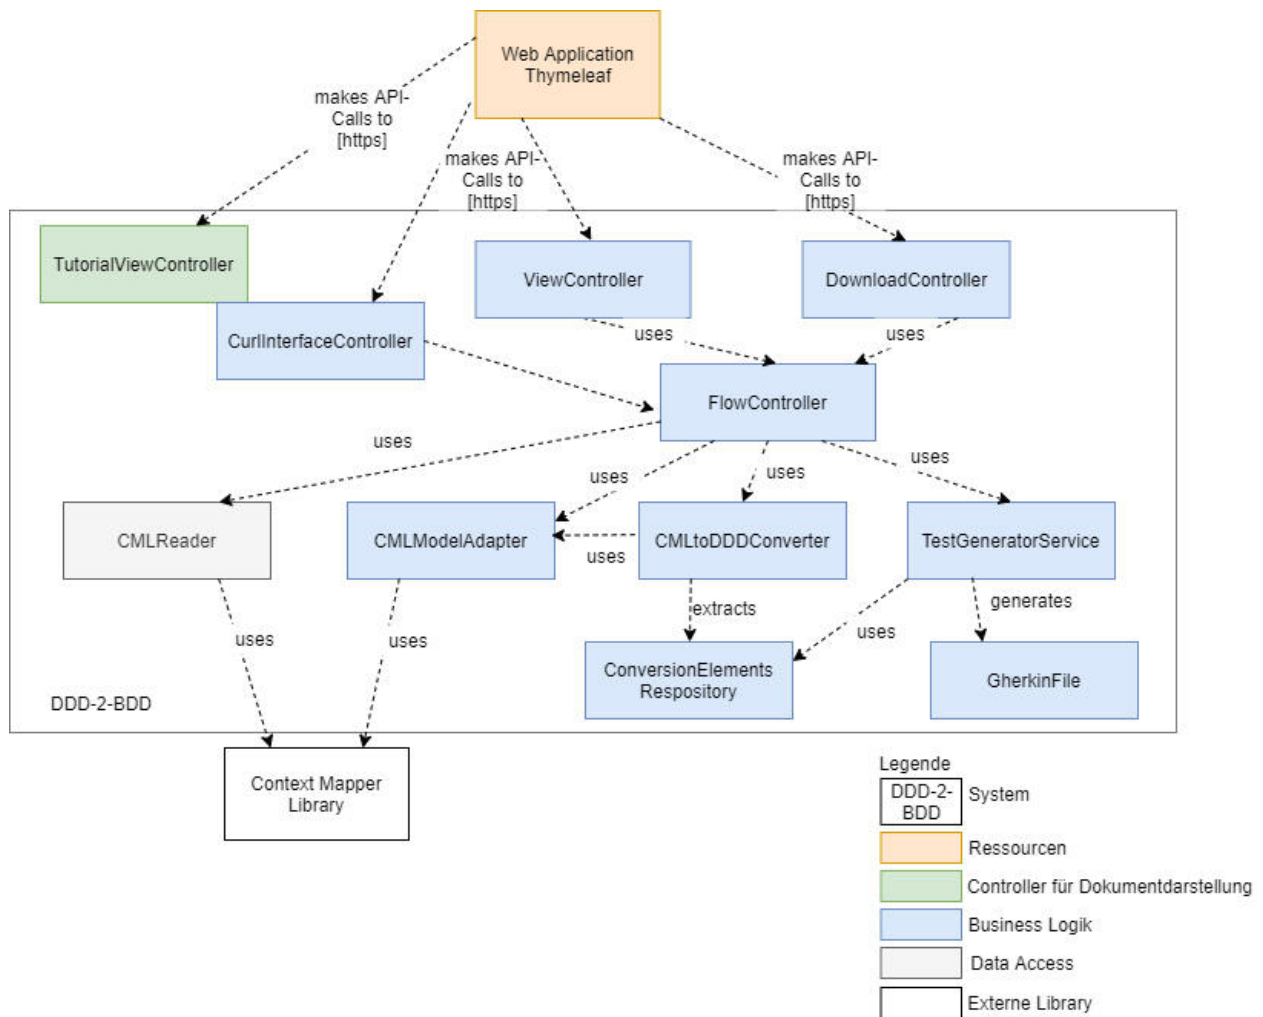 Web Application
Thymeleaf
makes API-
Calls to
[https]
makes API-
Calls to
[https]
makes API-
Calls to
[https]
TutorialViewController
ViewController
DownloadController
CurlInterfaceController
uses
uses
FlowController
uses
uses
uses
uses
CMLReader
CMLModelAdapter
uses
CMLtoDDDConverter
TestGeneratorService
uses
uses
extracts
uses
generates
ConversionElements
Respository
GherkinFile
DDD-2-BDD
Context Mapper
Library
Legende
DDD-2-
BDD
System
Ressourcen
Controller für Dokumentdarstellung
Business Logik
Data Access
Externe Library